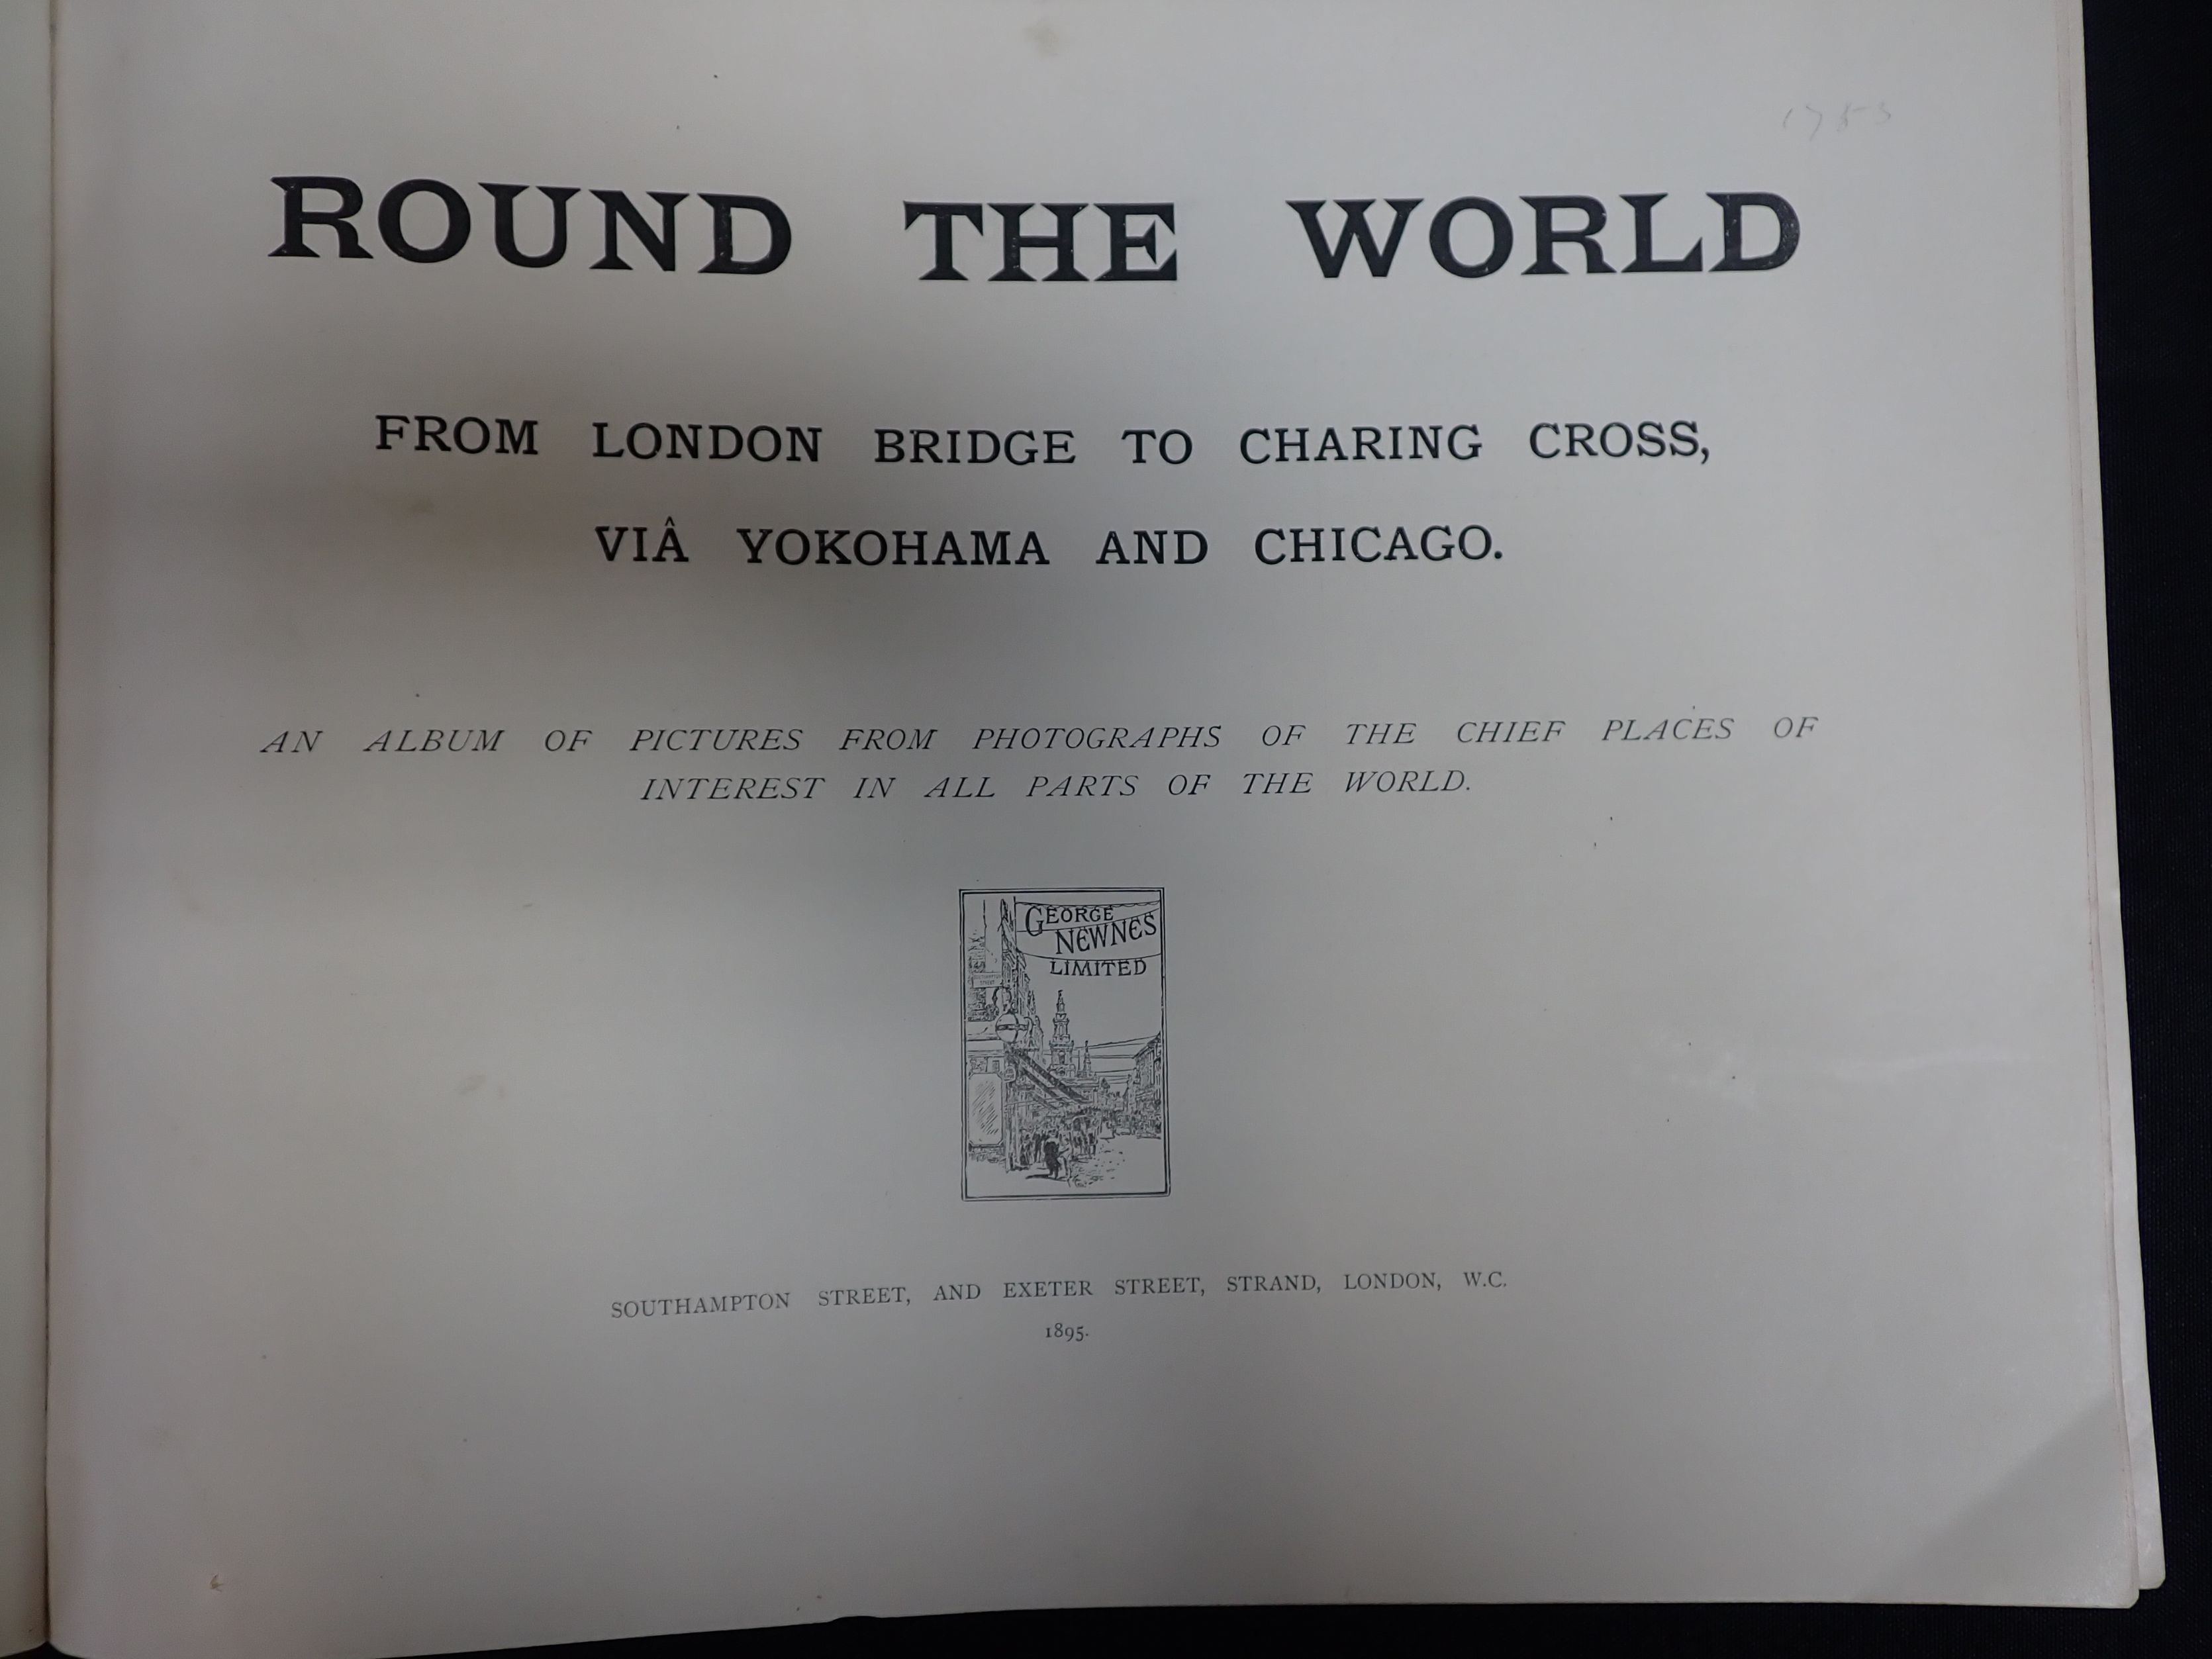 ROUND THE WORLD
FROM LONDON BRIDGE TO CHARING CROSS,
VIÂ YOKOHAMA AND CHICAGO.
AN ALBUM OF PICTURES FROM PHOTOGRAPHS OF THE CHIEF PLACES OF
INTEREST IN ALL PARTS OF THE WORLD.
GEORGE
NEWNES
LIMITED
SOUTHAMPTON STREET, AND EXETER STREET, STRAND, LONDON, W.C.
1895.